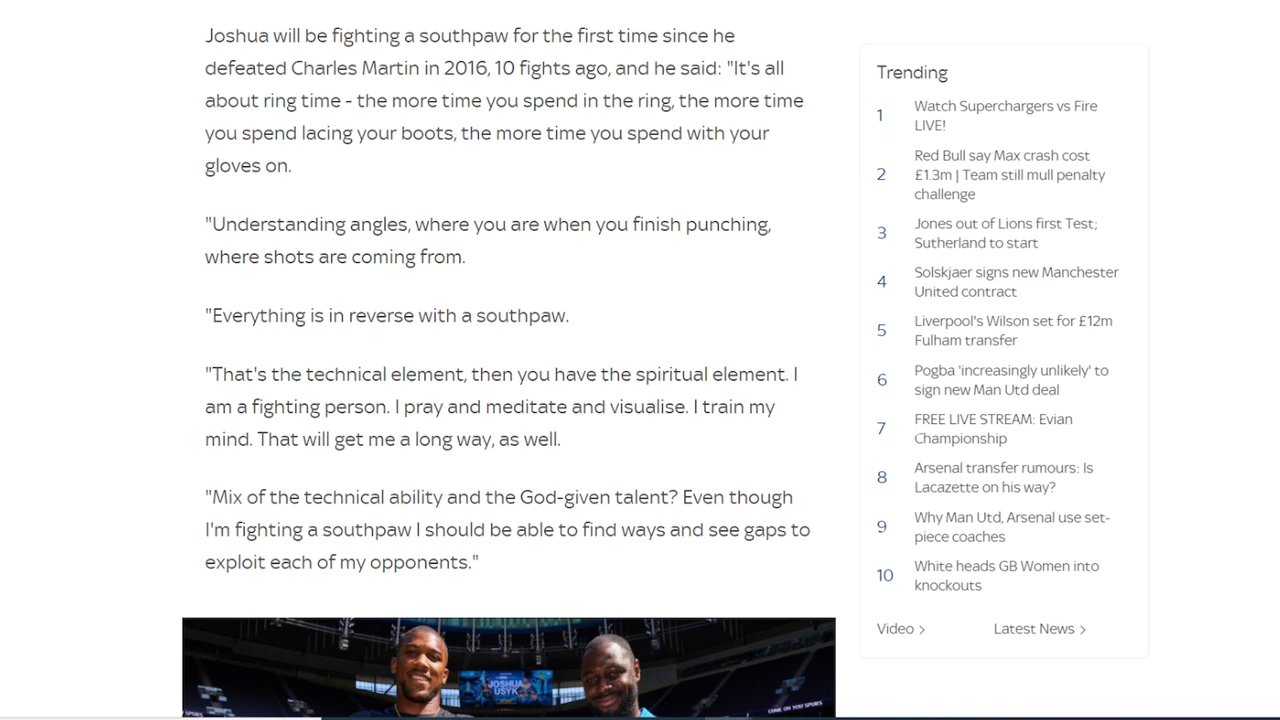 Joshua will be fighting a southpaw for the first time since he
defeated Charles Martin in 2016, 10 fights ago, and he said: "It's all
about ring time - the more time you spend in the ring, the more time
you spend lacing your boots, the more time you spend with your
gloves on.
"Understanding angles, where you are when you finish punching,
where shots are coming from.
"Everything is in reverse with a southpaw.
"That's the technical element, then you have the spiritual element. I
am a fighting person. I pray and meditate and visualise. I train my
mind. That will get me a long way, as well.
"Mix of the technical ability and the God-given talent? Even though
I'm fighting a southpaw I should be able to find ways and see gaps to
exploit each of my opponents."
JOSHUA
USYK
COME ON YOU SPURS
Trending
1 Watch Superchargers vs Fire
LIVE!
2 Red Bull say Max crash cost
£1.3m | Team still mull penalty
challenge
3 Jones out of Lions first Test;
Sutherland to start
4 Solskjaer signs new Manchester
United contract
5 Liverpool's Wilson set for £12m
Fulham transfer
6 Pogba 'increasingly unlikely' to
sign new Man Utd deal
7 FREE LIVE STREAM: Evian
Championship
8 Arsenal transfer rumours: Is
Lacazette on his way?
9 Why Man Utd, Arsenal use set-
piece coaches
10 White heads GB Women into
knockouts
Video > Latest News >